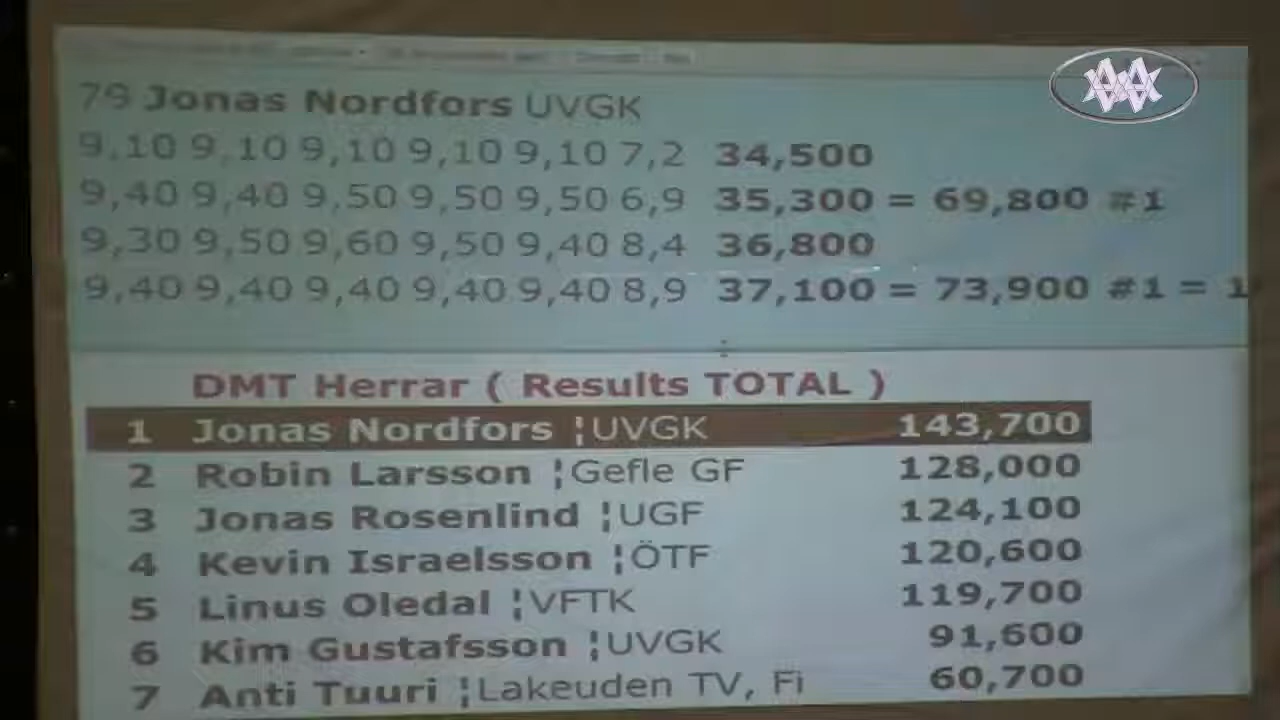 79 Jonas Nordfors UVGK
9,10 9,10 9,10 9,10 9,10 7,2 34,500
9,40 9,40 9,50 9,50 9,50 6,9 35,300 = 69,800 #1
9,30 9,50 9,60 9,50 9,40 8,4 36,800
9,40 9,40 9,40 9,40 9,40 8,9 37,100 = 73,900 #1 = 1
DMT Herrar ( Results TOTAL )
1 Jonas Nordfors ¦UVGK 143,700
2 Robin Larsson ¦Gefle GF 128,000
3 Jonas Rosenlind ¦UGF 124,100
4 Kevin Israelsson ¦ÖTF 120,600
5 Linus Oledal ¦VFTK 119,700
6 Kim Gustafsson ¦UVGK 91,600
7 Anti Tuuri ¦Lakeuden TV, Fi 60,700